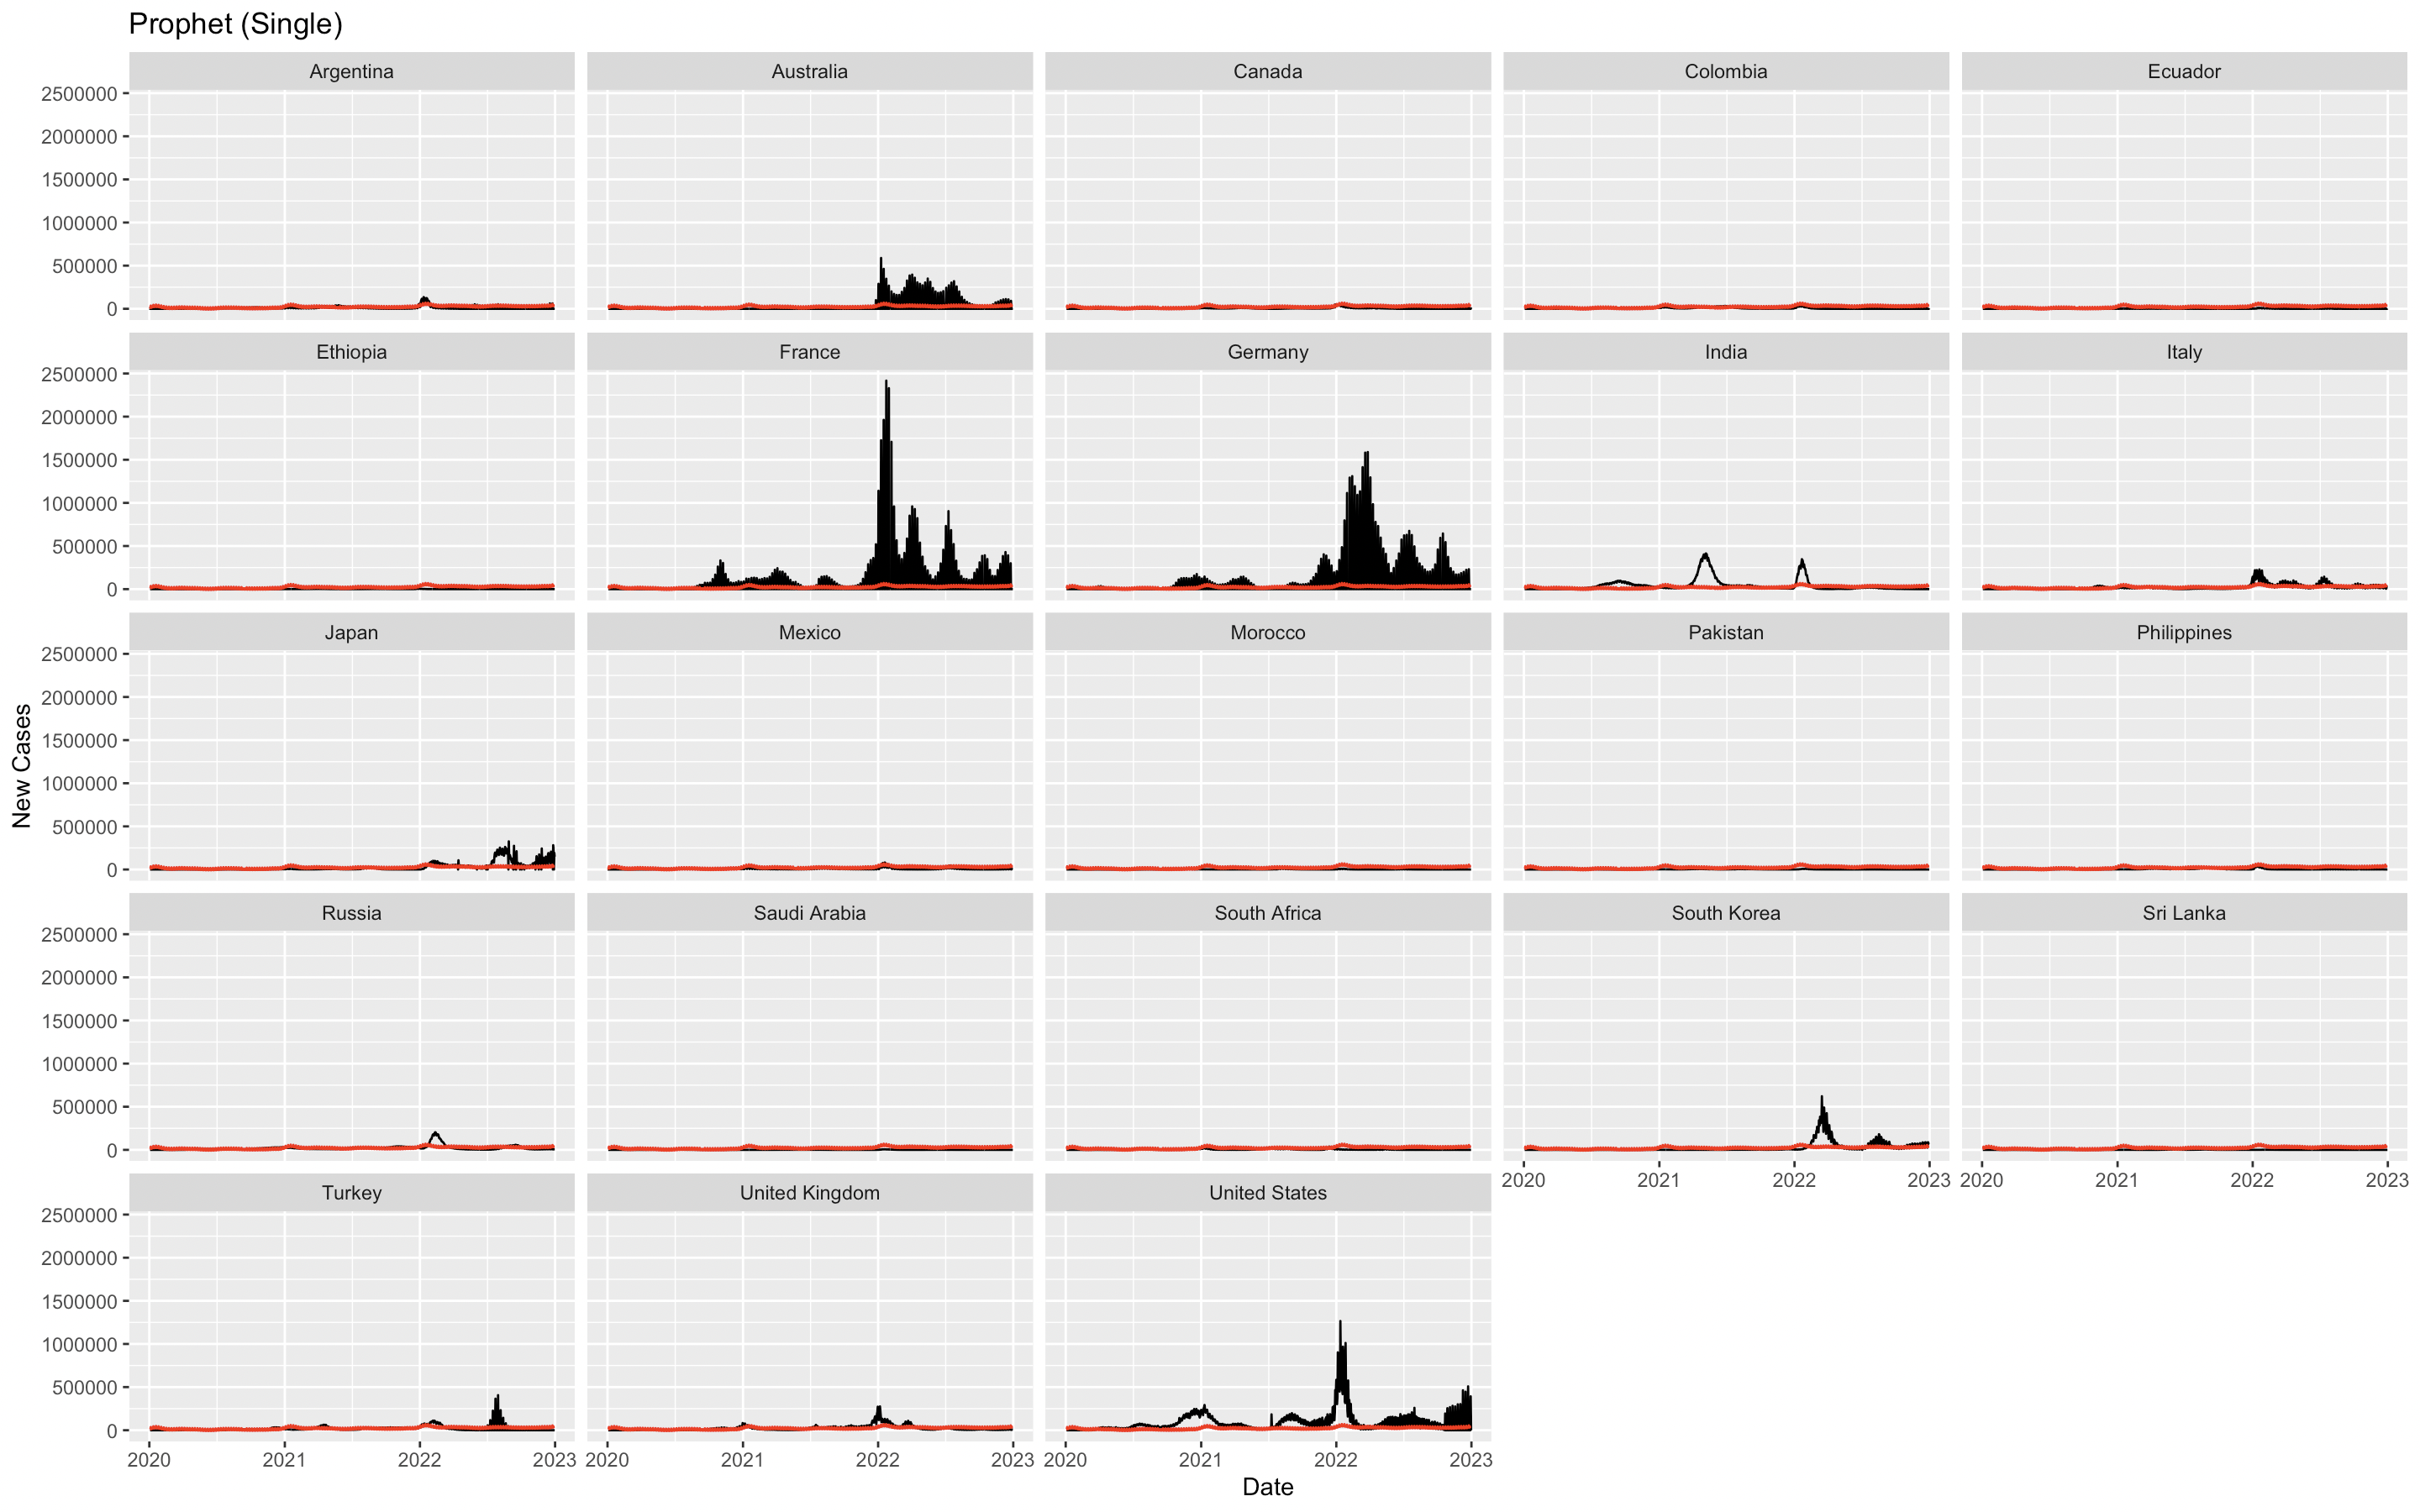 Prophet (Single)
Argentina
Australia
Canada
Colombia
Ecuador
2500000
2000000
1500000
1000000
500000
0
Ethiopia
France
Germany
India
Italy
2500000
2000000
1500000
1000000
500000
0
Japan
Mexico
Morocco
Pakistan
Philippines
2500000
2000000
1500000
1000000
500000
0
New Cases
Russia
Saudi Arabia
South Africa
South Korea
Sri Lanka
2500000
2000000
1500000
1000000
500000
0
2020 2021 2022 2023
2020 2021 2022 2023
Turkey
United Kingdom
United States
2500000
2000000
1500000
1000000
500000
0
2020 2021 2022 2023
2020 2021 2022 2023
2020 2021 2022 2023
Date